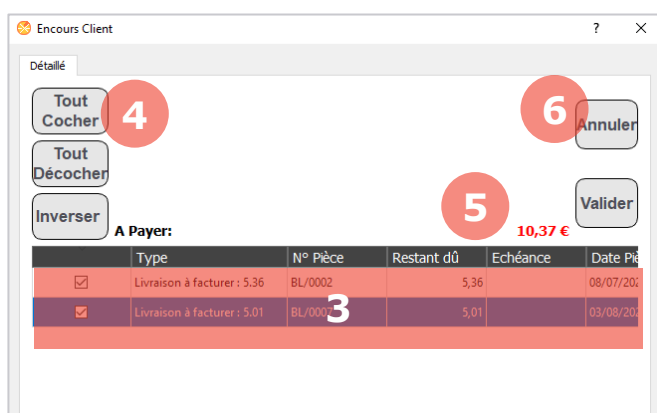 Encours Client
?
Détaillé
Tout
Cocher
4
6
Annuler
Tout
Décocher
5
Valider
Inverser
A Payer:
10,37 €
Type N° Pièce Restant dû Echéance Date Piè
Livraison à facturer : 5.36 BL/0002 5,36 08/07/202
Livraison à facturer : 5.01 BL/0007 5,01 03/08/202
3